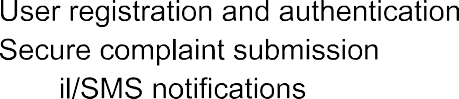 User registration and authentication
Secure complaint submission
il/SMS notifications